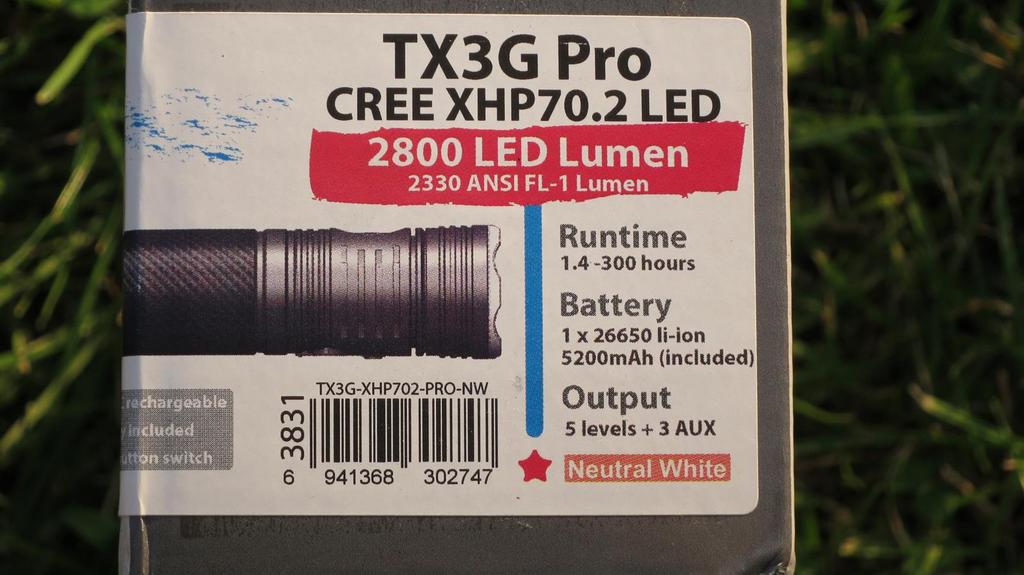 TX3G Pro
CREE XHP70.2 LED
2800 LED Lumen
2330 ANSI FL-1 Lumen
Runtime
1.4-300 hours
Battery
1 x 26650 li-ion
5200mAh (included)
Output
5 levels + 3 AUX
Neutral White
rechargeable
included
switch
TX3G-XHP702-PRO-NW
3831
6 941368 302747